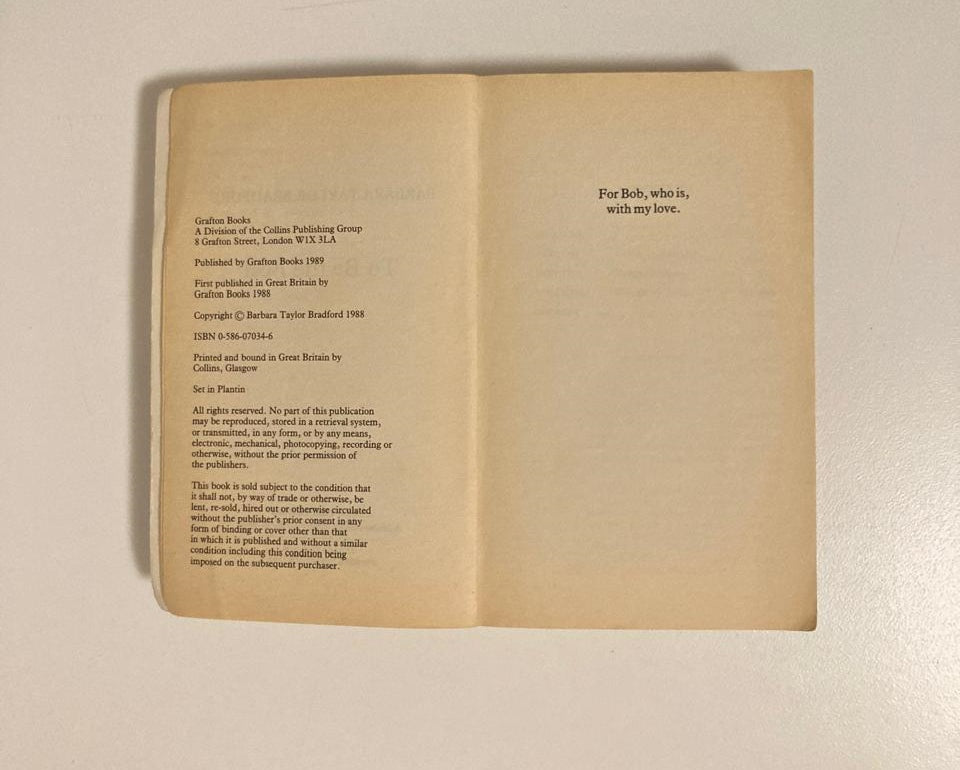 Grafton Books
A Division of the Collins Publishing Group
8 Grafton Street, London W1X 3LA
Published by Grafton Books 1989
First published in Great Britain by
Grafton Books 1988
Copyright © Barbara Taylor Bradford 1988
ISBN 0-586-07034-6
Printed and bound in Great Britain by
Collins, Glasgow
Set in Plantin
All rights reserved. No part of this publication
may be reproduced, stored in a retrieval system,
or transmitted, in any form, or by any means,
electronic, mechanical, photocopying, recording or
otherwise, without the prior permission of
the publishers.
This book is sold subject to the condition that
it shall not, by way of trade or otherwise, be
lent, re-sold, hired out or otherwise circulated
without the publisher's prior consent in any
form of binding or cover other than that
in which it is published and without a similar
condition including this condition being
imposed on the subsequent purchaser.
For Bob, who is,
with my love.